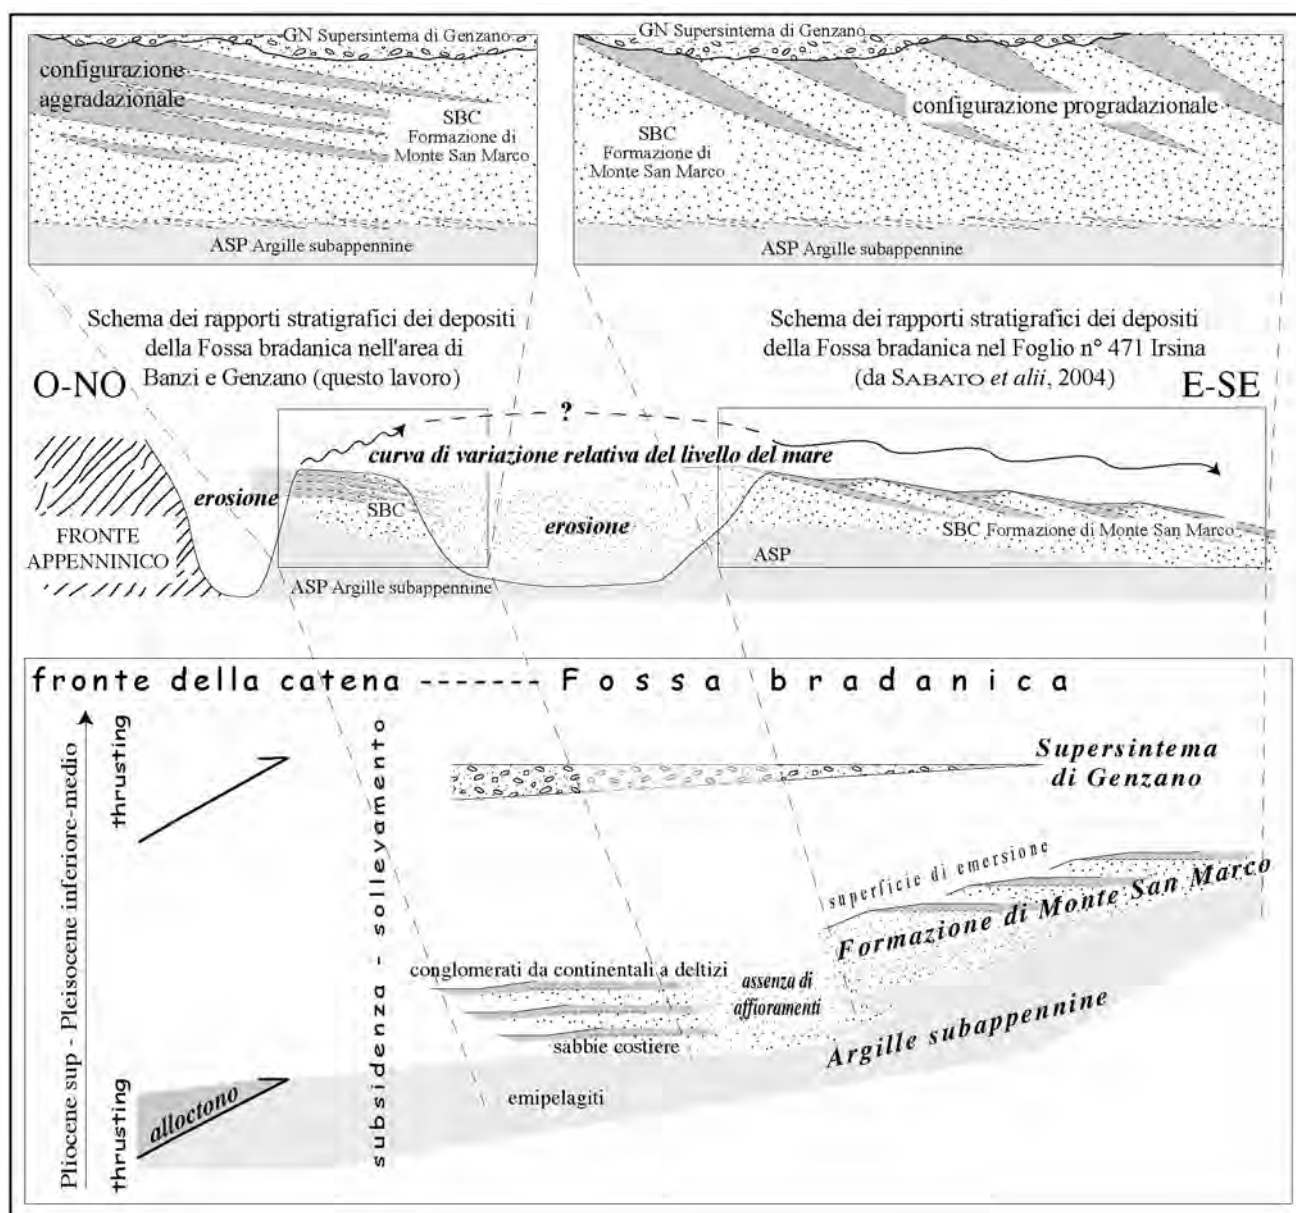 GN Supersintema di Genzano
configurazione
aggradazionale
SBC
Formazione di
Monte San Marco
ASP Argille subappennine
GN Supersintema di Genzano
configurazione progradazionale
SBC
Formazione di
Monte San Marco
ASP Argille subappennine
Schema dei rapporti stratigrafici dei depositi
della Fossa bradanica nell'area di
Banzi e Genzano (questo lavoro)
Schema dei rapporti stratigrafici dei depositi
della Fossa bradanica nel Foglio n° 471 Irsina
(da SABATO et alii, 2004)
O-NO
E-SE
?
curva di variazione relativa del livello del mare
erosione
SBC
erosione
SBC Formazione di Monte San Marco
FRONTE
APPENNINICO
ASP
ASP Argille subappennine
fronte della catena ------- Fossa bradanica
Pliocene sup - Pleisocene inferiore-medio
thrusting
thrusting
subsidenza - sollevamento
Supersintema
di Genzano
superficie di emersione
Formazione di Monte San Marco
conglomerati da continentali a deltizi
assenza di
affioramenti
sabbie costiere
Argille subappennine
alloctono
emipelagiti